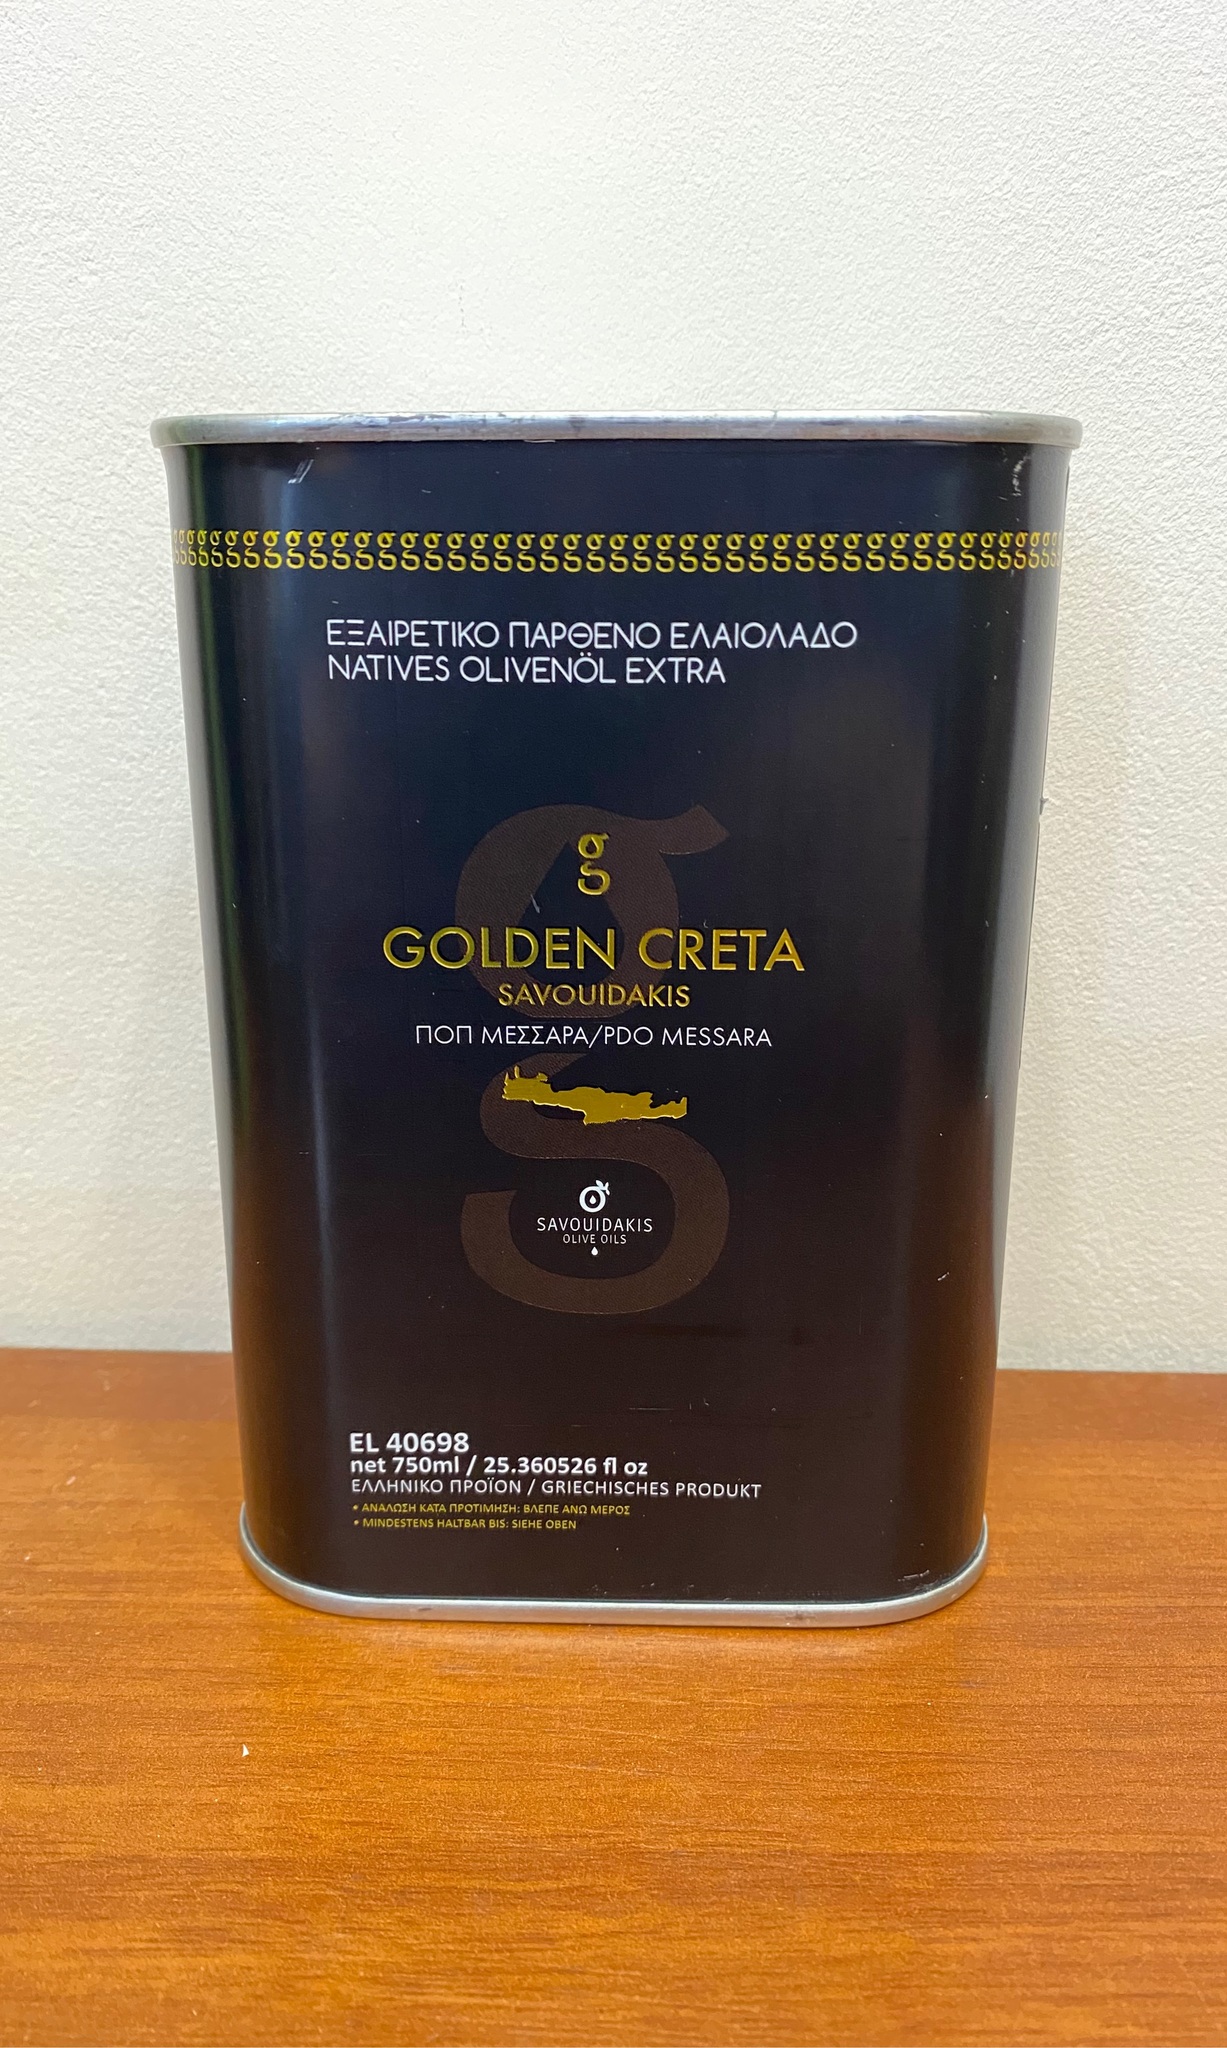 ΕΞΑΙΡΕΤΙΚΟ ΠΑΡΘΕΝΟ ΕΛΑΙΟΛΑΔΟ
NATIVES OLIVENÖL EXTRA
g
GOLDEN CRETA
SAVOUIDAKIS
ΠΟΠ ΜΕΣΣΑΡΑ/PDO MESSARA
SAVOUIDAKIS
OLIVE OILS
EL 40698
net 750ml / 25.360526 fl oz
ΕΛΛΗΝΙΚΟ ΠΡΟΪΟΝ / GRIECHISCHES PRODUKT
• ΑΝΑΛΩΣΗ ΚΑΤΑ ΠΡΟΤΙΜΗΣΗ: ΒΛΕΠΕ ΑΝΩ ΜΕΡΟΣ
• MINDESTENS HALTBAR BIS: SIEHE OBEN